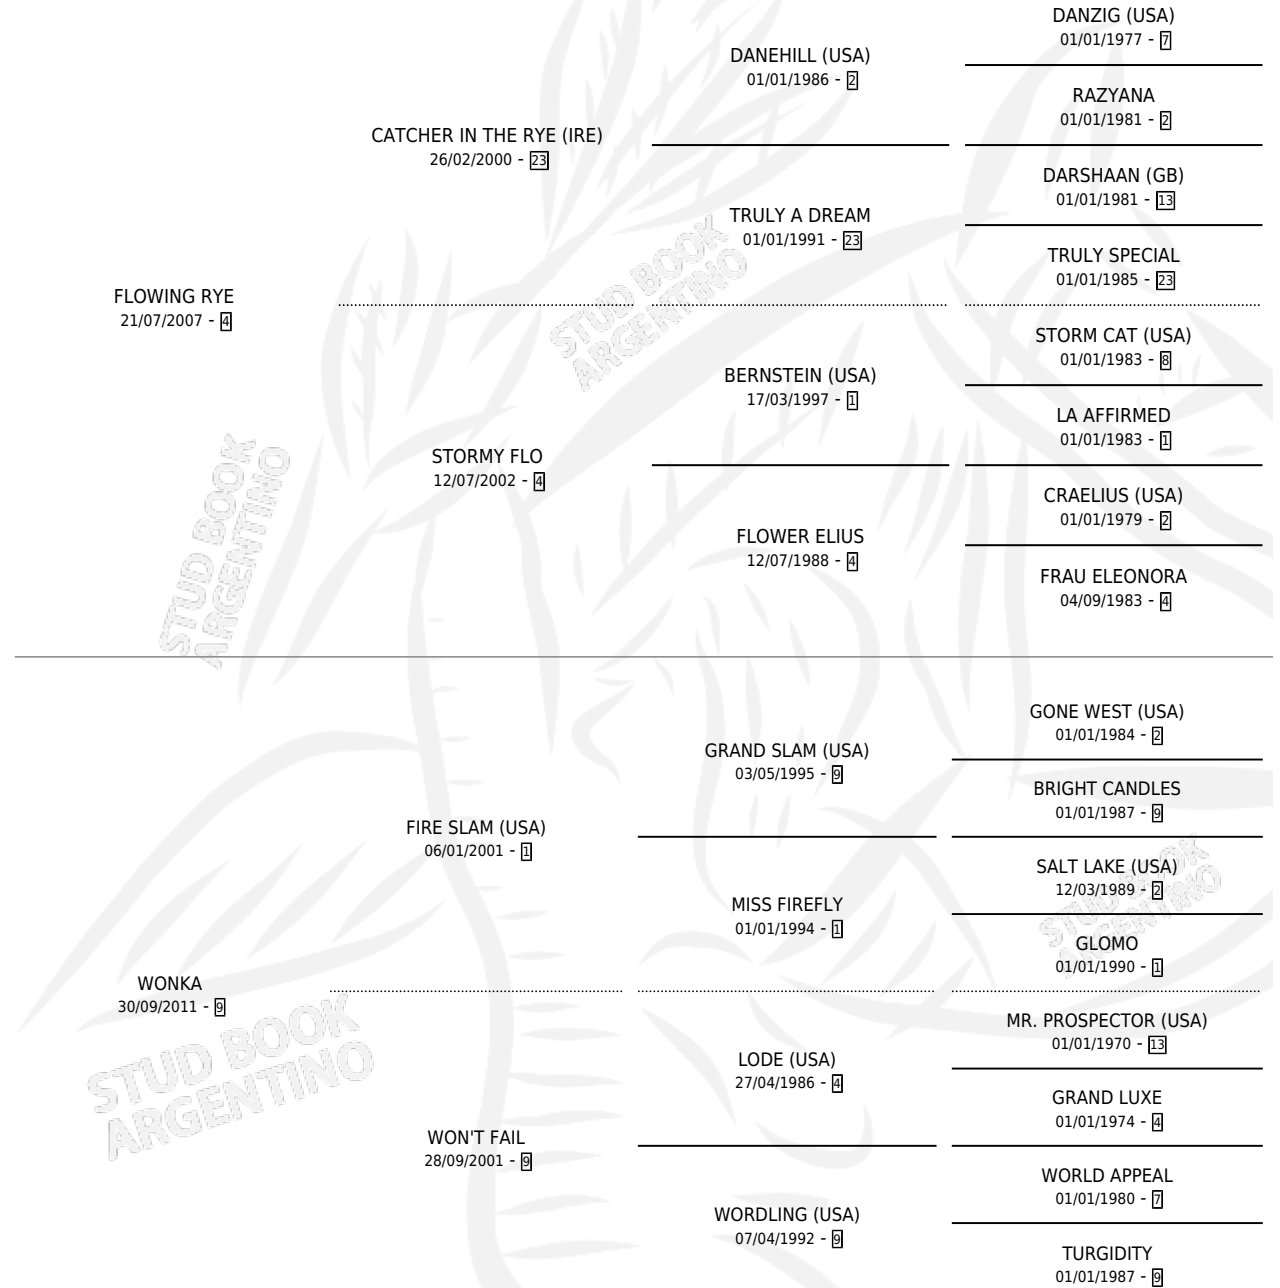 DANZIG (USA)
01/01/1977 - 7
DANEHILL (USA)
01/01/1986 - 2
RAZYANA
01/01/1981 - 2
CATCHER IN THE RYE (IRE)
26/02/2000 - 23
DARSHAAN (GB)
01/01/1981 - 13
TRULY A DREAM
01/01/1991 - 23
TRULY SPECIAL
01/01/1985 - 23
FLOWING RYE
21/07/2007 - 4
STORM CAT (USA)
01/01/1983 - 8
BERNSTEIN (USA)
17/03/1997 - 1
LA AFFIRMED
01/01/1983 - 1
STORMY FLO
12/07/2002 - 4
CRAELIUS (USA)
01/01/1979 - 2
FLOWER ELIUS
12/07/1988 - 4
FRAU ELEONORA
04/09/1983 - 4
STUD BOOK
ARGENTINO
STUD BOOK
ARGENTINO
GONE WEST (USA)
01/01/1984 - 2
GRAND SLAM (USA)
03/05/1995 - 9
BRIGHT CANDLES
01/01/1987 - 9
FIRE SLAM (USA)
06/01/2001 - 1
SALT LAKE (USA)
12/03/1989 - 2
MISS FIREFLY
01/01/1994 - 1
GLOMO
01/01/1990 - 1
STUD BOOK
ARGENTINO
WONKA
30/09/2011 - 9
MR. PROSPECTOR (USA)
01/01/1970 - 13
LODE (USA)
27/04/1986 - 4
GRAND LUXE
01/01/1974 - 4
STUD BOOK
ARGENTINO
WON'T FAIL
28/09/2001 - 9
WORLD APPEAL
01/01/1980 - 7
WORDLING (USA)
07/04/1992 - 9
TURGIDITY
01/01/1987 - 9